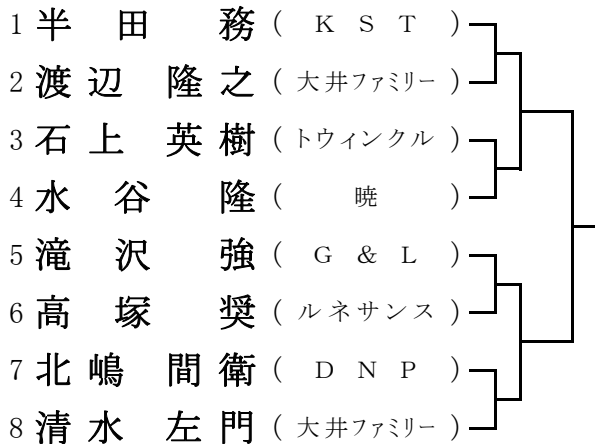 1 半田 務 ( K S T )
2 渡辺 隆之 ( 大井ファミリー )
3 石上 英樹 ( トウィンクル )
4 水谷 隆 ( 暁 )
5 滝沢 強 ( G & L )
6 高塚 奨 ( ルネサンス )
7 北嶋 間衛 ( D N P )
8 清水 左門 ( 大井ファミリー )